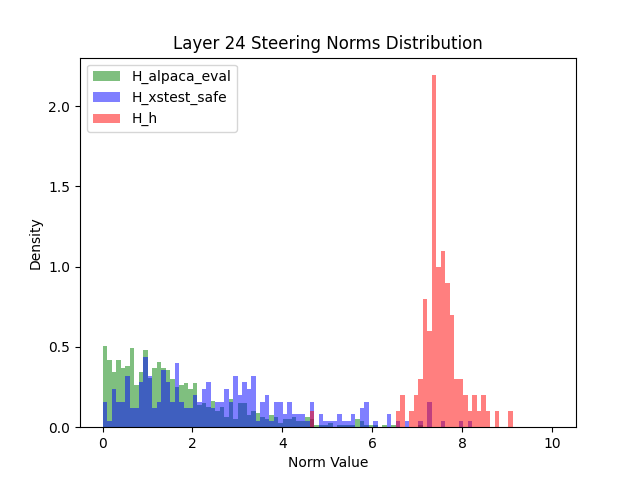 Layer 24 Steering Norms Distribution
H_alpaca_eval
H_xstest_safe
H_h
Density
2.0
1.5
1.0
0.5
0.0
0 2 4 6 8 10
Norm Value